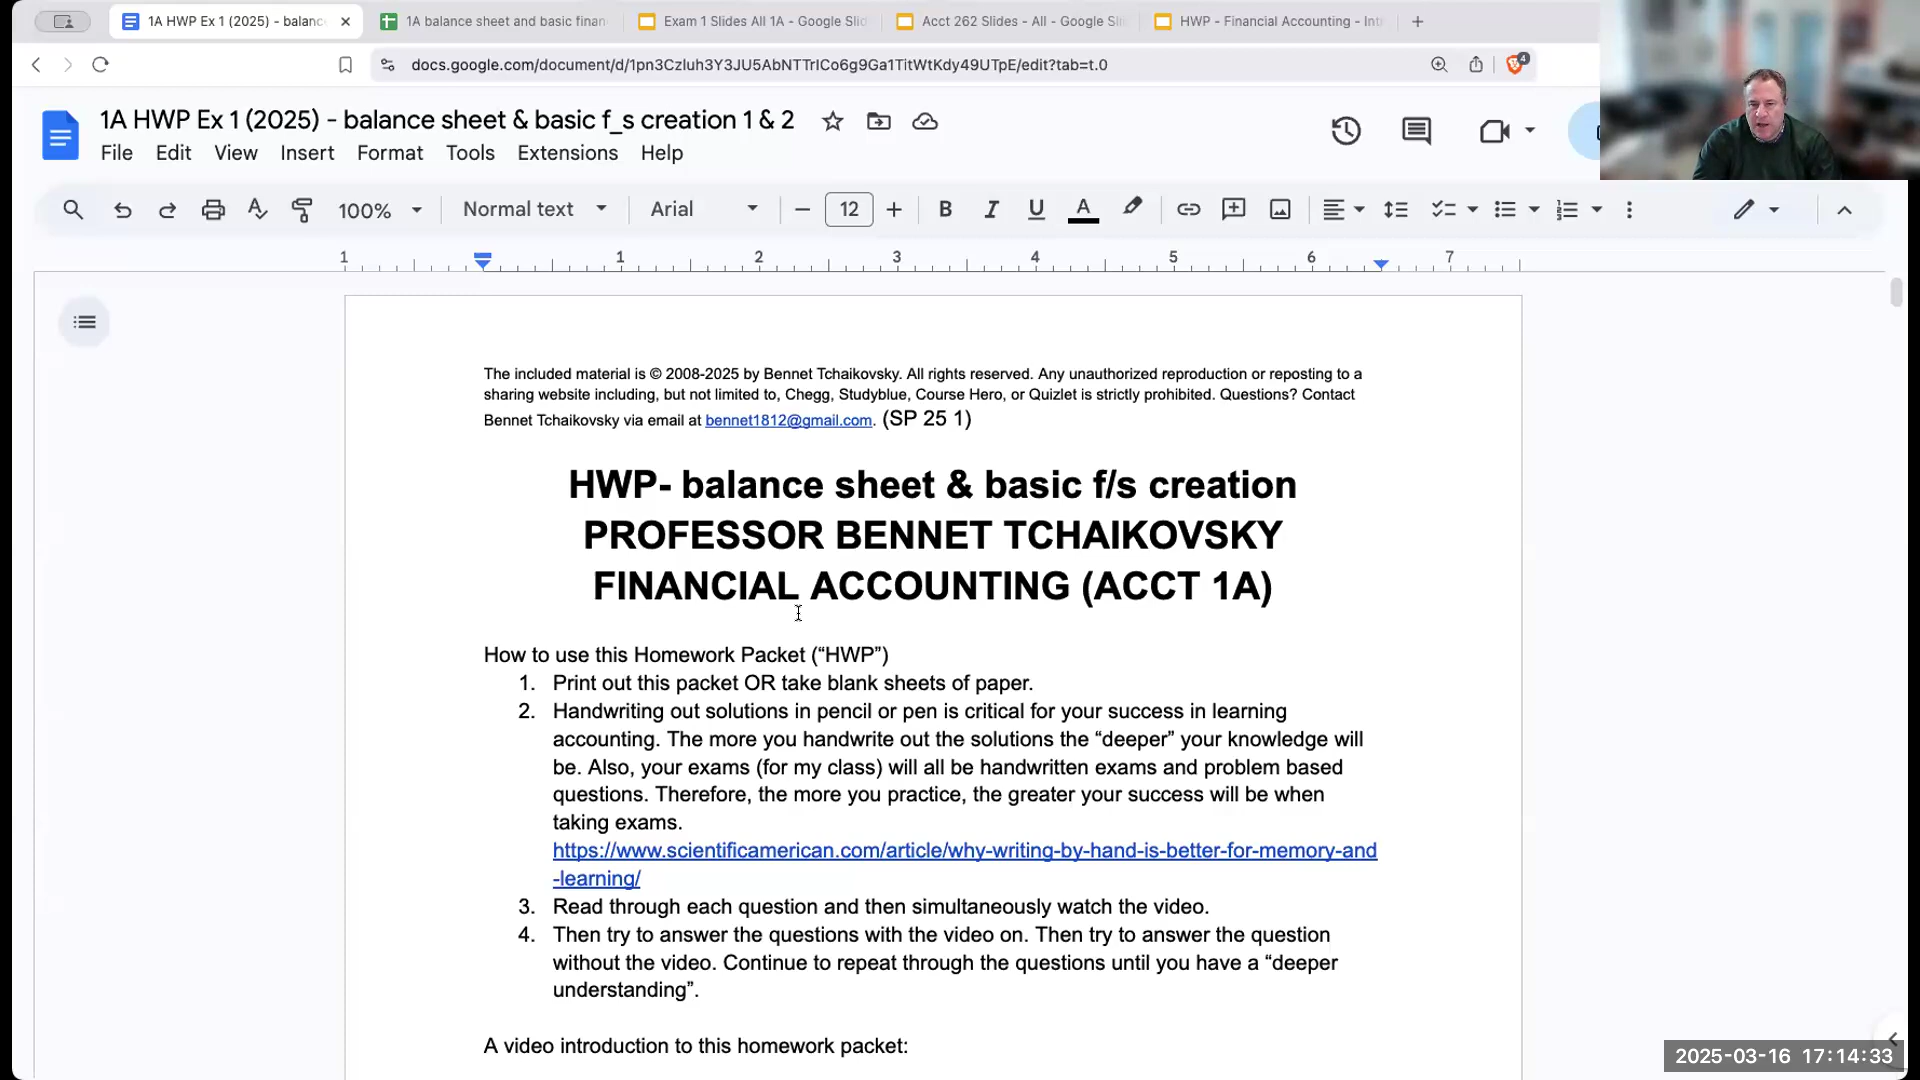 1A HWP Ex 1 (2025) - balanc
1A balance sheet and basic finan
Exam 1 Slides All 1A - Google Slid
Acct 262 Slides - All - Google Sli
HWP - Financial Accounting - Int
docs.google.com/document/d/1pn3Czluh3Y3JU5AbNTTrlCo6g9Ga1TitWtKdy49UTpE/edit?tab=t.0
4
1A HWP Ex 1 (2025) - balance sheet & basic f_s creation 1 & 2
File Edit View Insert Format Tools Extensions Help
100% Normal text Arial 12 B I U A
1 1 2 3 4 5 6 7
The included material is © 2008-2025 by Bennet Tchaikovsky. All rights reserved. Any unauthorized reproduction or reposting to a
sharing website including, but not limited to, Chegg, Studyblue, Course Hero, or Quizlet is strictly prohibited. Questions? Contact
Bennet Tchaikovsky via email at bennet1812@gmail.com. (SP 25 1)
HWP- balance sheet & basic f/s creation
PROFESSOR BENNET TCHAIKOVSKY
FINANCIAL ACCOUNTING (ACCT 1A)
How to use this Homework Packet (“HWP”)
1. Print out this packet OR take blank sheets of paper.
2. Handwriting out solutions in pencil or pen is critical for your success in learning
accounting. The more you handwrite out the solutions the “deeper” your knowledge will
be. Also, your exams (for my class) will all be handwritten exams and problem based
questions. Therefore, the more you practice, the greater your success will be when
taking exams.
https://www.scientificamerican.com/article/why-writing-by-hand-is-better-for-memory-and
-learning/
3. Read through each question and then simultaneously watch the video.
4. Then try to answer the questions with the video on. Then try to answer the question
without the video. Continue to repeat through the questions until you have a “deeper
understanding”.
A video introduction to this homework packet:
2025-03-16 17:14:33